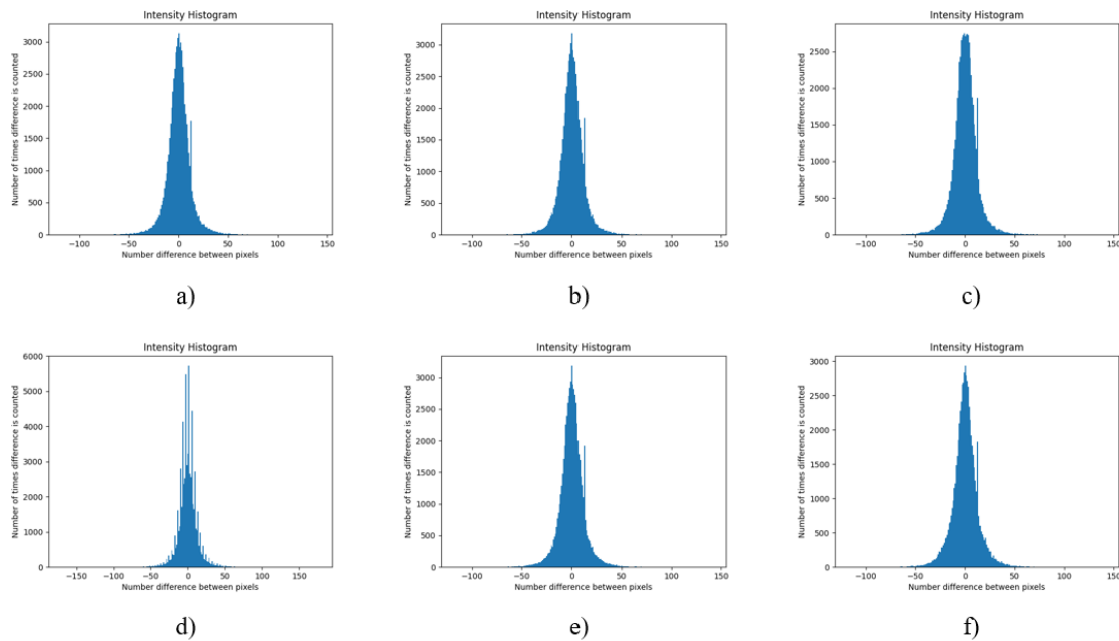 Intensity Histogram
Number of times difference is counted
3000
2500
2000
1500
1000
500
0
−100 −50 0 50 100 150
Number difference between pixels
a)
Intensity Histogram
Number of times difference is counted
3000
2500
2000
1500
1000
500
0
−100 −50 0 50 100 150
Number difference between pixels
b)
Intensity Histogram
Number of times difference is counted
2500
2000
1500
1000
500
0
−100 −50 0 50 100 150
Number difference between pixels
c)
Intensity Histogram
Number of times difference is counted
6000
5000
4000
3000
2000
1000
0
−150 −100 −50 0 50 100 150
Number difference between pixels
d)
Intensity Histogram
Number of times difference is counted
3000
2500
2000
1500
1000
500
0
−100 −50 0 50 100 150
Number difference between pixels
e)
Intensity Histogram
Number of times difference is counted
3000
2500
2000
1500
1000
500
0
−100 −50 0 50 100 150
Number difference between pixels
f)